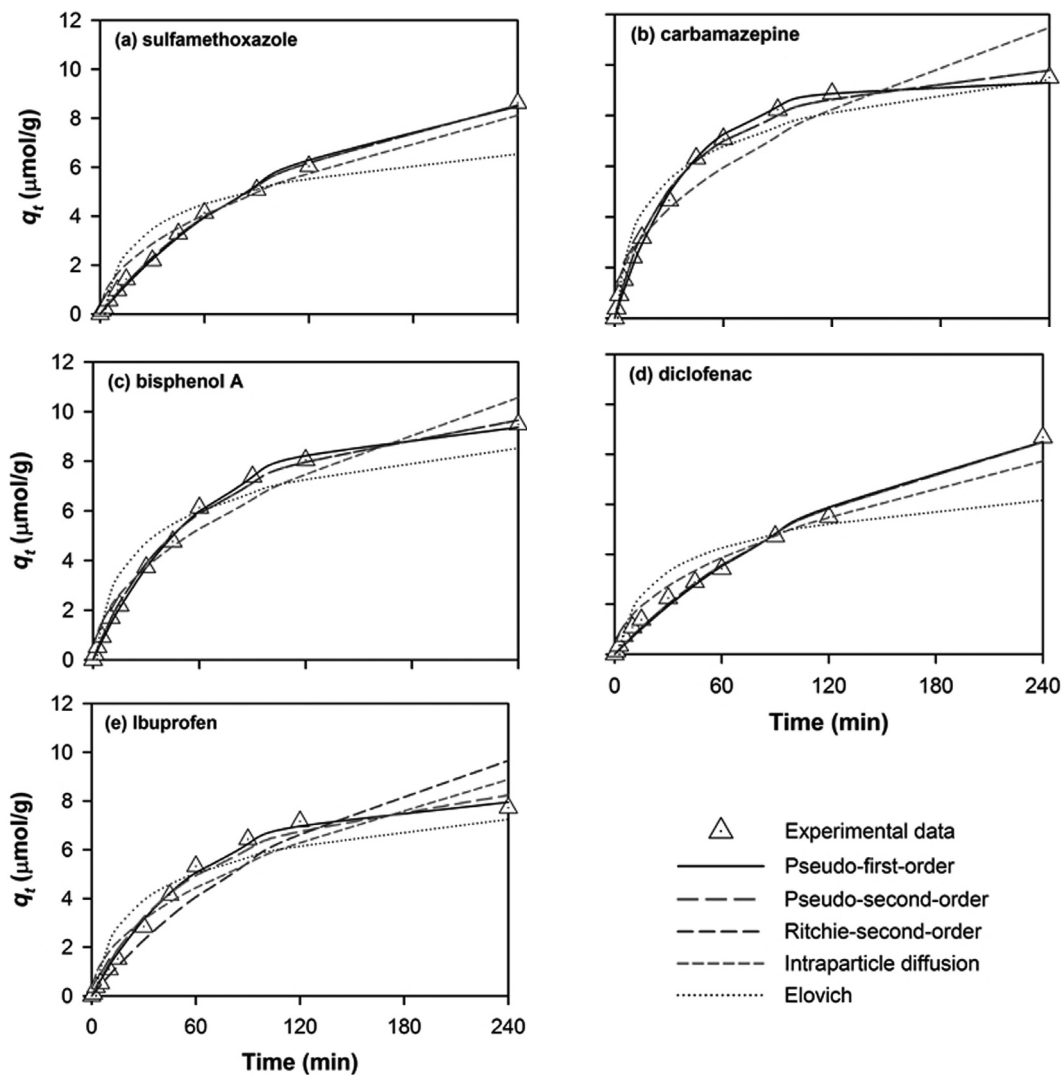 (a) sulfamethoxazole
12
10
8
6
4
2
0
qt (μmol/g)
(b) carbamazepine
(c) bisphenol A
12
10
8
6
4
2
0
qt (μmol/g)
(d) diclofenac
0 60 120 180 240
Time (min)
(e) Ibuprofen
12
10
8
6
4
2
0
qt (μmol/g)
0 60 120 180 240
Time (min)
Experimental data
Pseudo-first-order
Pseudo-second-order
Ritchie-second-order
Intraparticle diffusion
Elovich